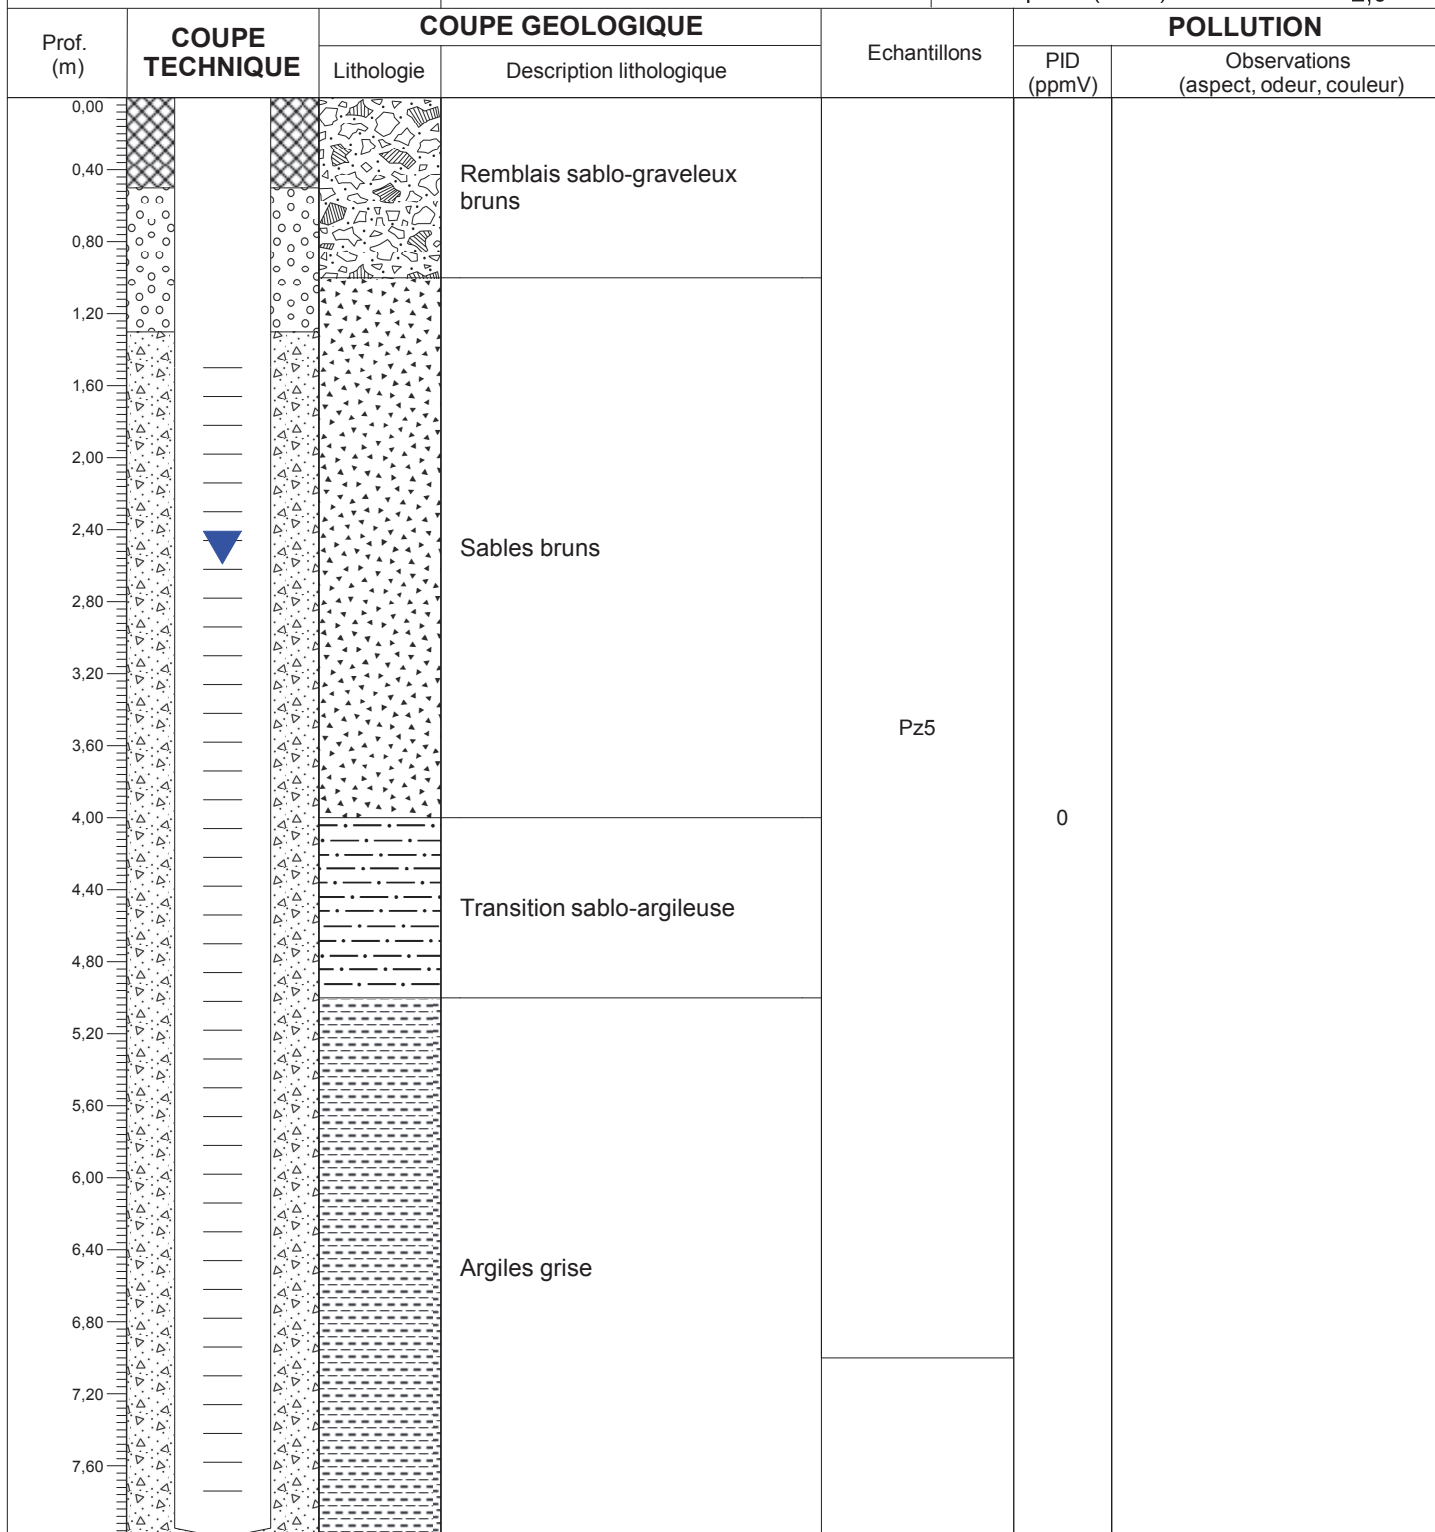 COUPE GEOLOGIQUE
POLLUTION
Prof.
(m)
COUPE
TECHNIQUE
Lithologie
Description lithologique
Echantillons
PID
(ppmV)
Observations
(aspect, odeur, couleur)
0,00
0,40
Remblais sablo-graveleux
bruns
0,80
1,20
1,60
2,00
2,40
Sables bruns
2,80
3,20
Pz5
3,60
4,00
0
4,40
Transition sablo-argileuse
4,80
5,20
5,60
6,00
6,40
Argiles grise
6,80
7,20
7,60